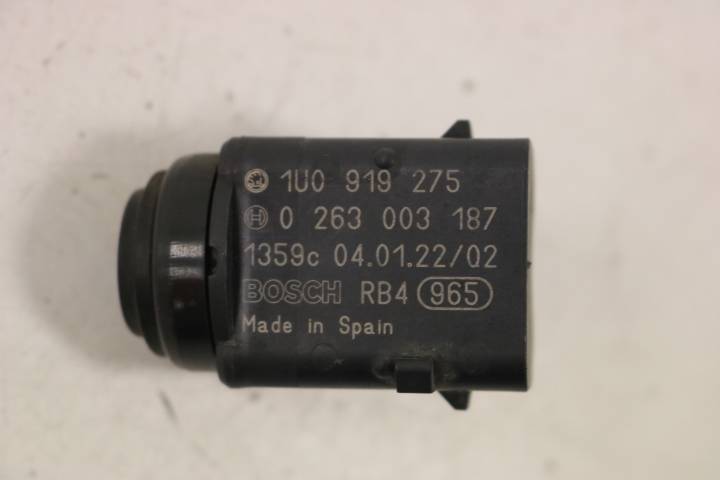 1U0 919 275
0 263 003 187
1359c 04.01.22/02
BOSCH RB4 965
Made in Spain